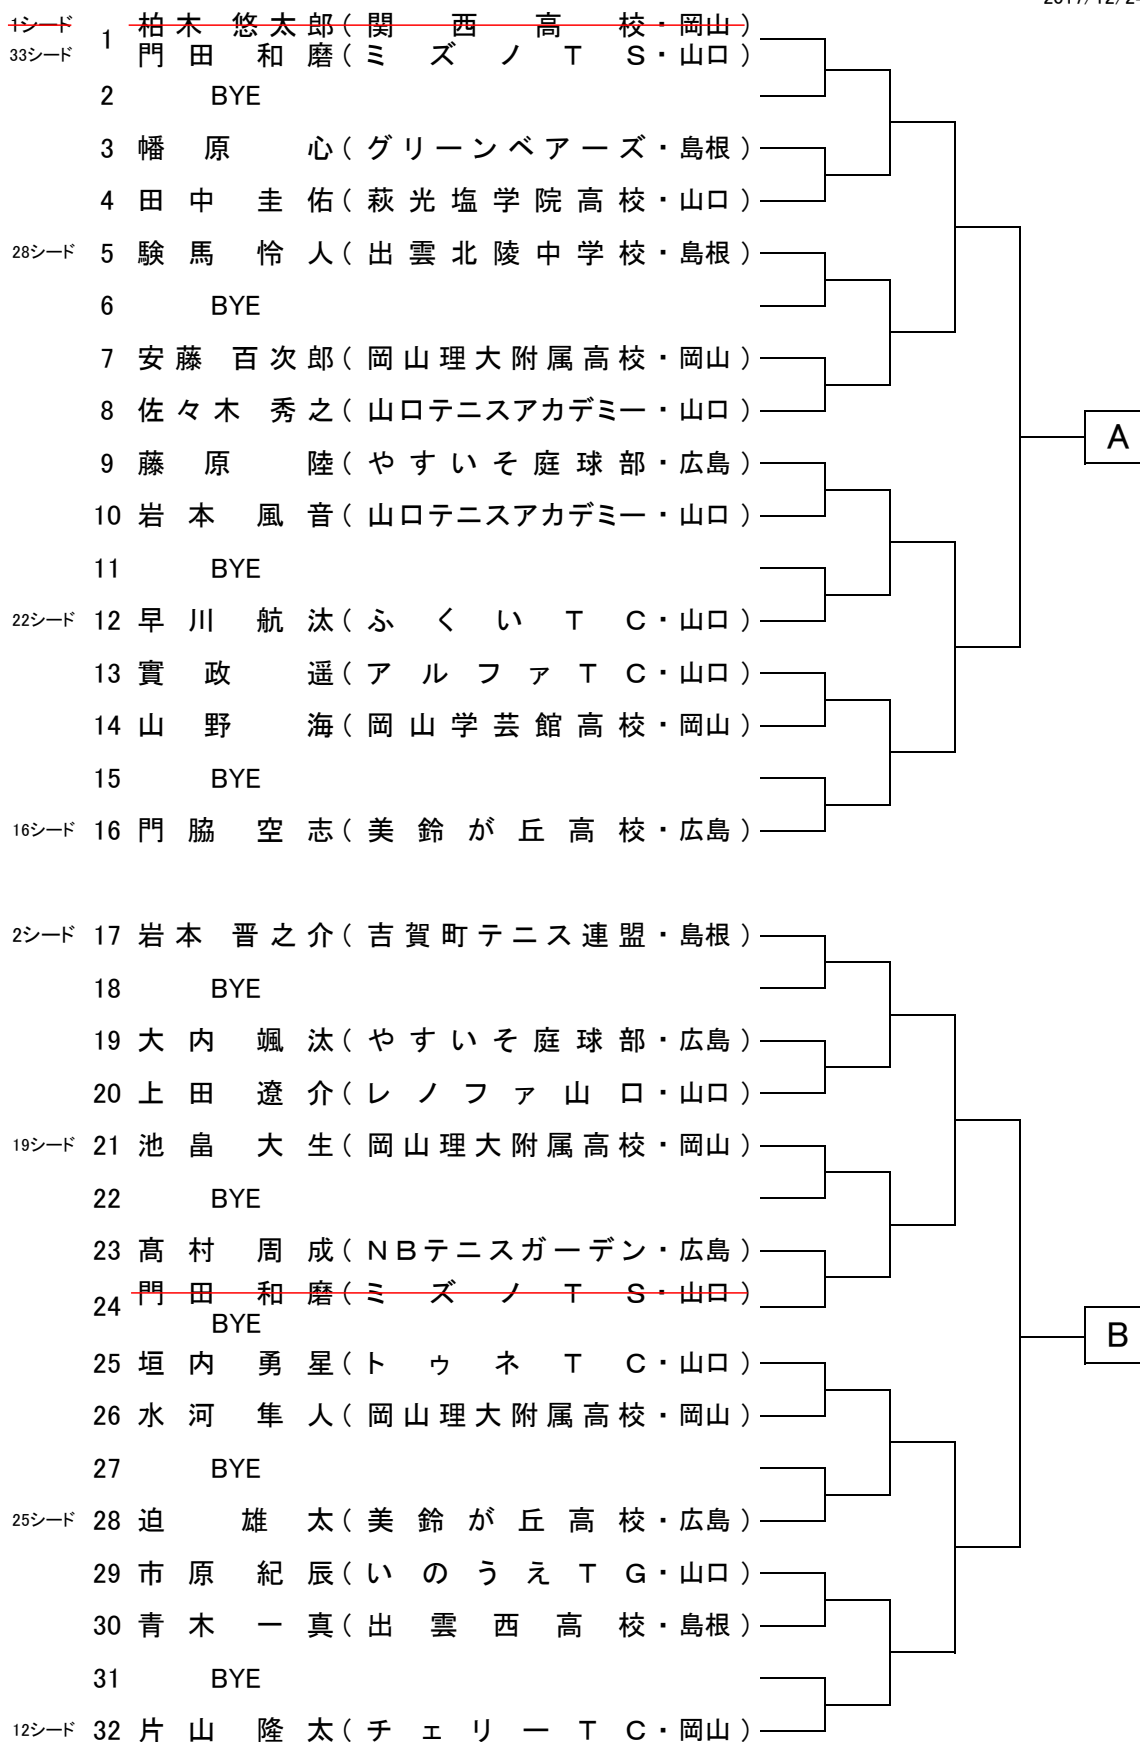 2017/12/2
1シード 1 柏木 悠太郎(関西高校・岡山)
33シード 門田 和磨(ミズノTS・山口)
2 BYE
3 幡原 心(グリーンベアーズ・島根)
4 田中 圭佑(萩光塩学院高校・山口)
28シード 5 験馬 怜人(出雲北陵中学校・島根)
6 BYE
7 安藤 百次郎(岡山理大附属高校・岡山)
8 佐々木 秀之(山口テニスアカデミー・山口)
A
9 藤原 陸(やすいそ庭球部・広島)
10 岩本 風音(山口テニスアカデミー・山口)
11 BYE
22シード 12 早川 航汰(ふくいTC・山口)
13 實政 遥(アルファTC・山口)
14 山野 海(岡山学芸館高校・岡山)
15 BYE
16シード 16 門脇 空志(美鈴が丘高校・広島)
2シード 17 岩本 晋之介(吉賀町テニス連盟・島根)
18 BYE
19 大内 颯汰(やすいそ庭球部・広島)
20 上田 遼介(レノファ山口・山口)
19シード 21 池畠 大生(岡山理大附属高校・岡山)
22 BYE
23 髙村 周成(NBテニスガーデン・広島)
24 門田 和磨(ミズノTS・山口)
BYE
B
25 垣内 勇星(トゥネTC・山口)
26 水河 隼人(岡山理大附属高校・岡山)
27 BYE
25シード 28 迫 雄太(美鈴が丘高校・広島)
29 市原 紀辰(いのうえTG・山口)
30 青木 一真(出雲西高校・島根)
31 BYE
12シード 32 片山 隆太(チェリーTC・岡山)